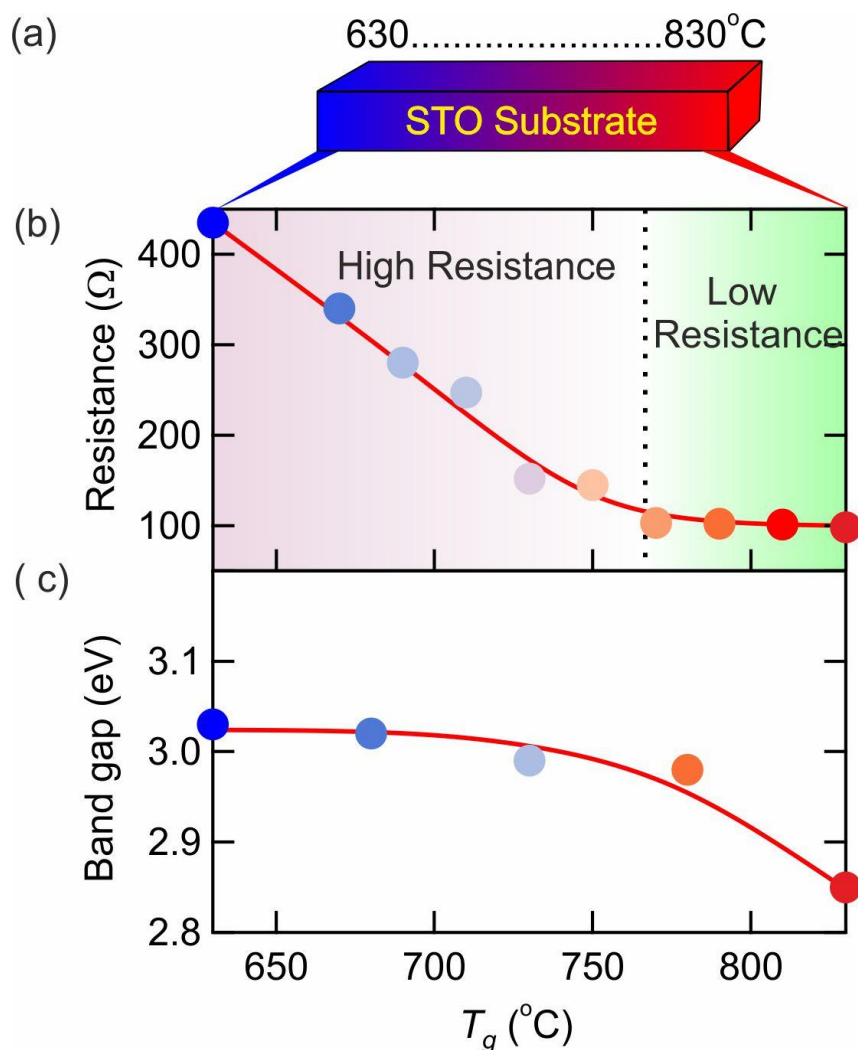 (a)
630........................830°C
STO Substrate
(b)
High Resistance
Low
Resistance
Resistance (Ω)
400
300
200
100
( c)
Band gap (eV)
3.1
3.0
2.9
2.8
650 700 750 800
T_g (°C)